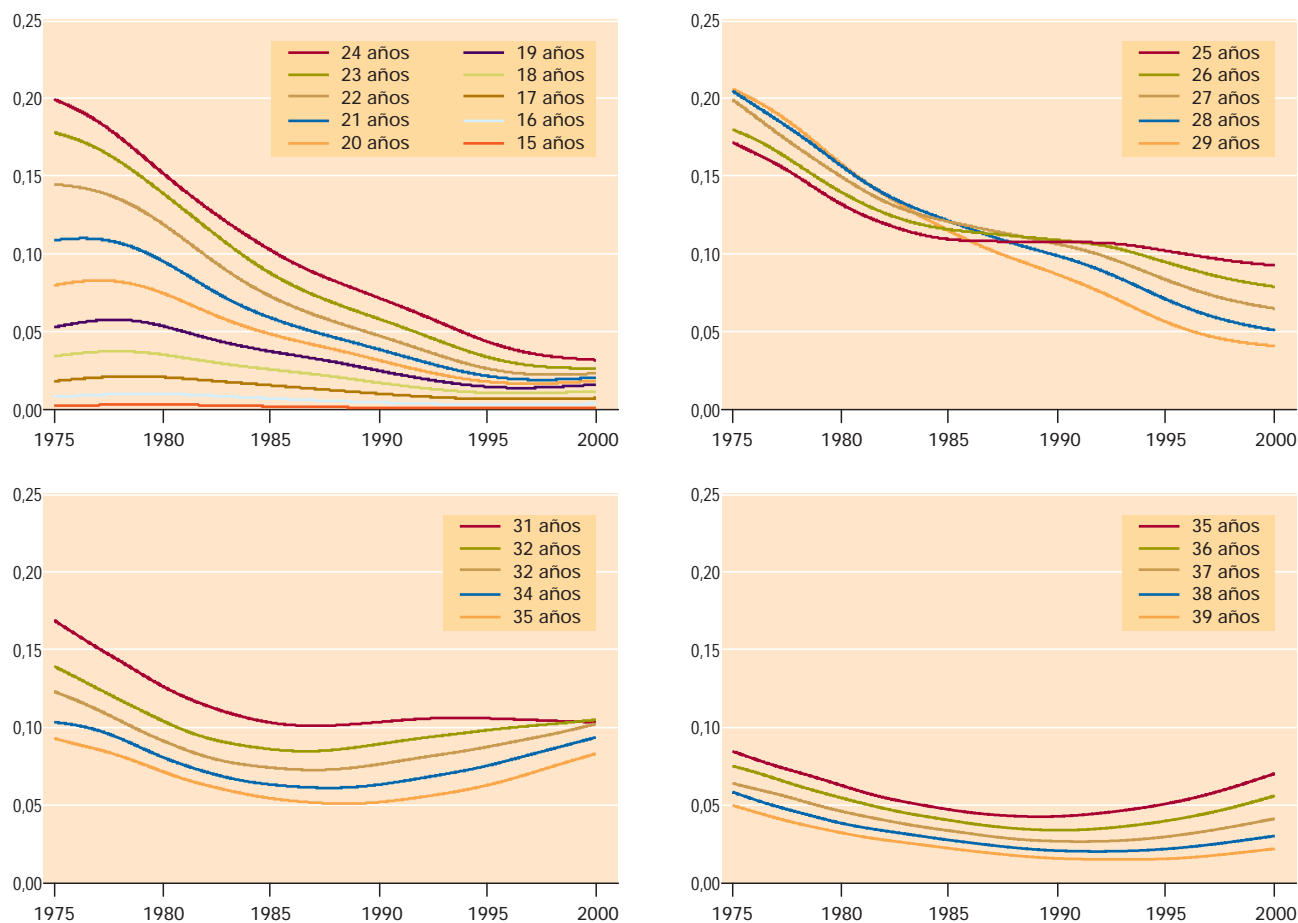 0,25
0,20
0,15
0,10
0,05
0,00
1975 1980 1985 1990 1995 2000
24 años 19 años
23 años 18 años
22 años 17 años
21 años 16 años
20 años 15 años
0,25
0,20
0,15
0,10
0,05
0,00
1975 1980 1985 1990 1995 2000
25 años
26 años
27 años
28 años
29 años
0,25
0,20
0,15
0,10
0,05
0,00
1975 1980 1985 1990 1995 2000
31 años
32 años
32 años
34 años
35 años
0,25
0,20
0,15
0,10
0,05
0,00
1975 1980 1985 1990 1995 2000
35 años
36 años
37 años
38 años
39 años